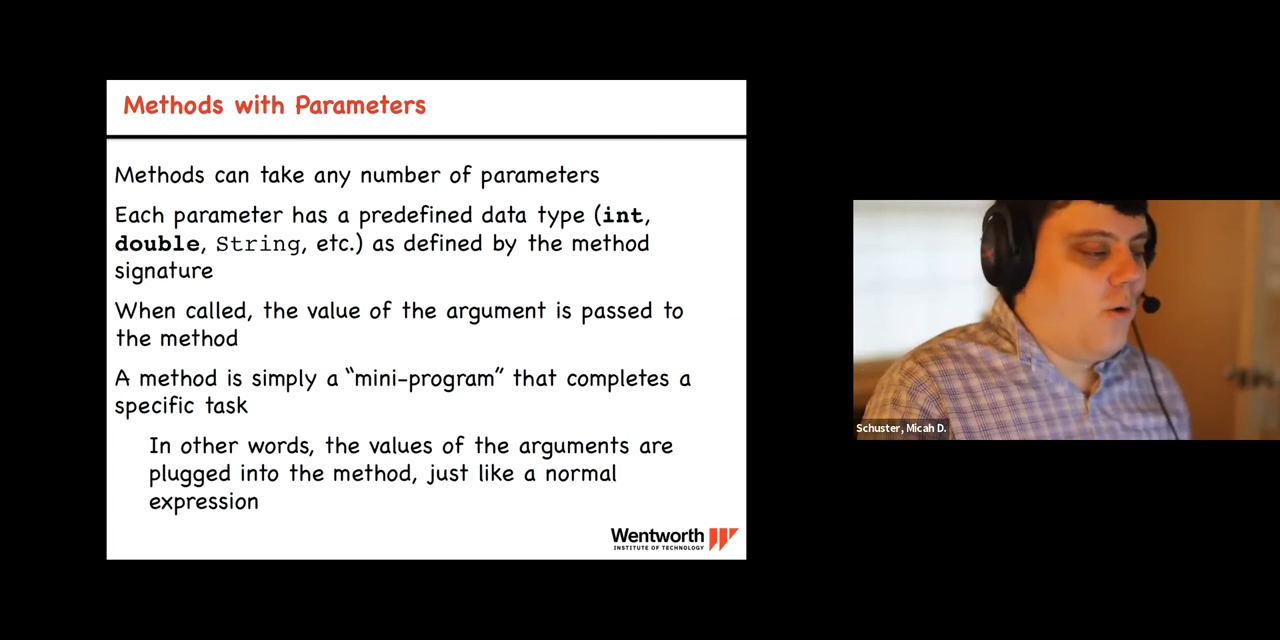 Methods with Parameters
Methods can take any number of parameters
Each parameter has a predefined data type (int,
double, String, etc.) as defined by the method
signature
When called, the value of the argument is passed to
the method
A method is simply a “mini-program” that completes a
specific task
In other words, the values of the arguments are
plugged into the method, just like a normal
expression
Wentworth
INSTITUTE OF TECHNOLOGY
Schuster, Micah D.